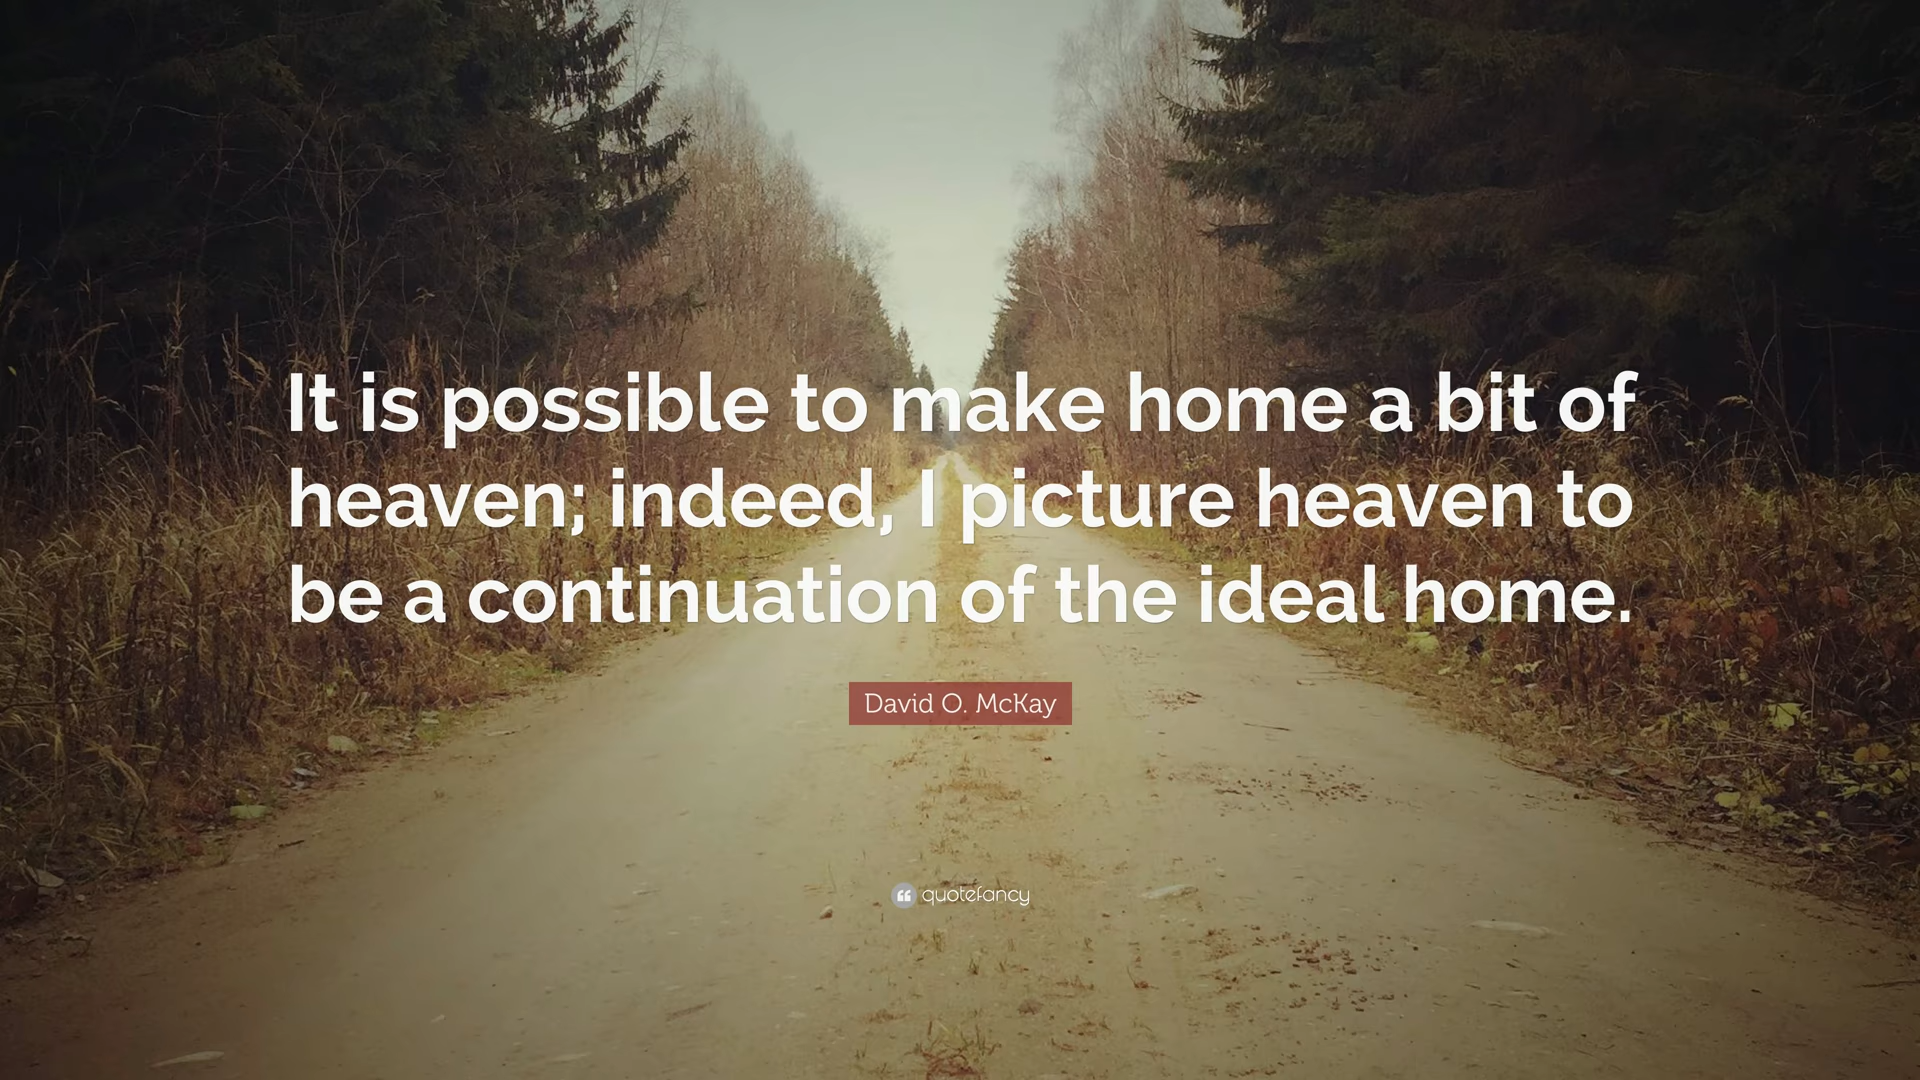 It is possible to make home a bit of
heaven; indeed, I picture heaven to
be a continuation of the ideal home.
David O. McKay
quotefancy